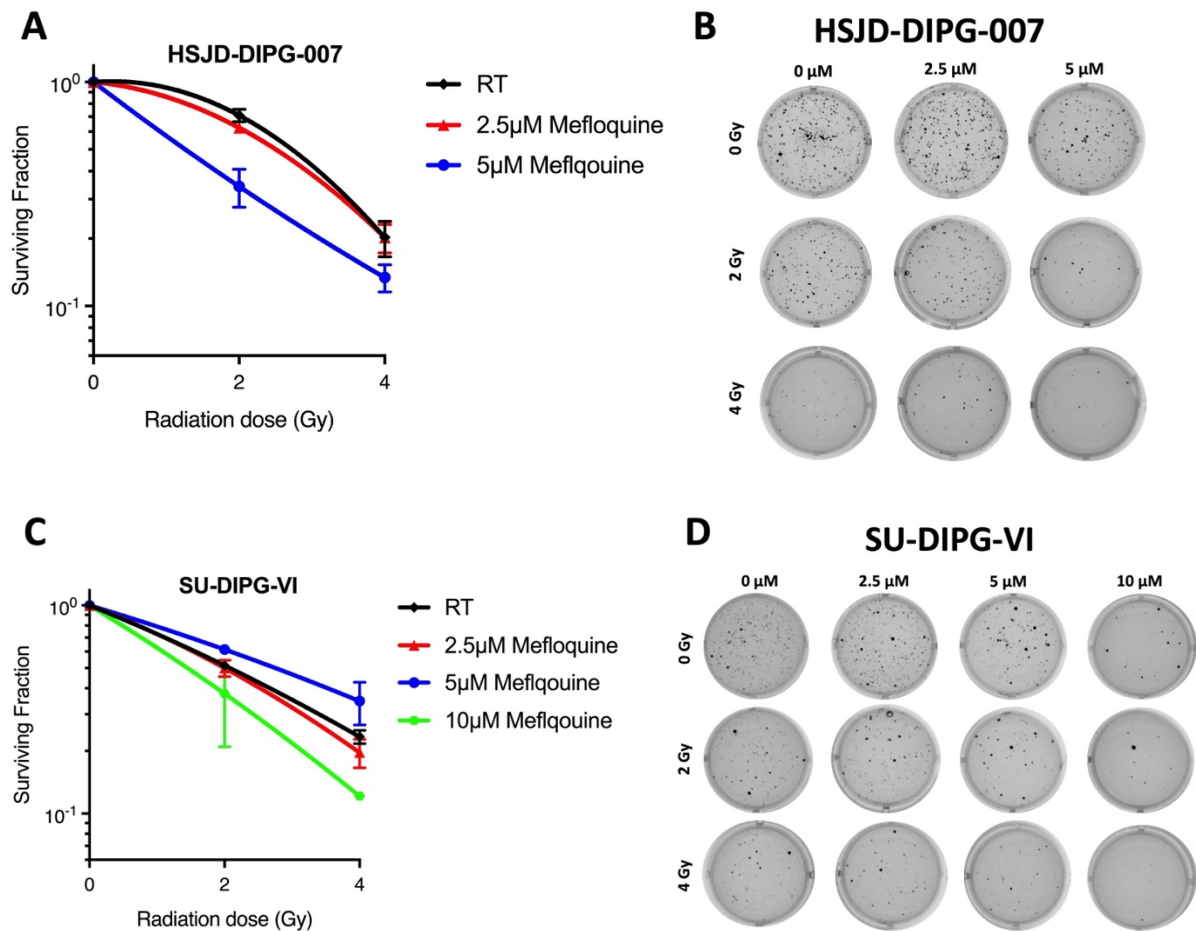 A
HSJD-DIPG-007
10⁰
10⁻¹
Surviving Fraction
0
2
4
Radiation dose (Gy)
RT
2.5µM Mefloquine
5µM Meflqouine
B
HSJD-DIPG-007
0 µM
2.5 µM
5 µM
0 Gy
2 Gy
4 Gy
C
SU-DIPG-VI
10⁰
10⁻¹
Surviving Fraction
0
2
4
Radiation dose (Gy)
RT
2.5µM Mefloquine
5µM Meflqouine
10µM Meflqouine
D
SU-DIPG-VI
0 µM
2.5 µM
5 µM
10 µM
0 Gy
2 Gy
4 Gy